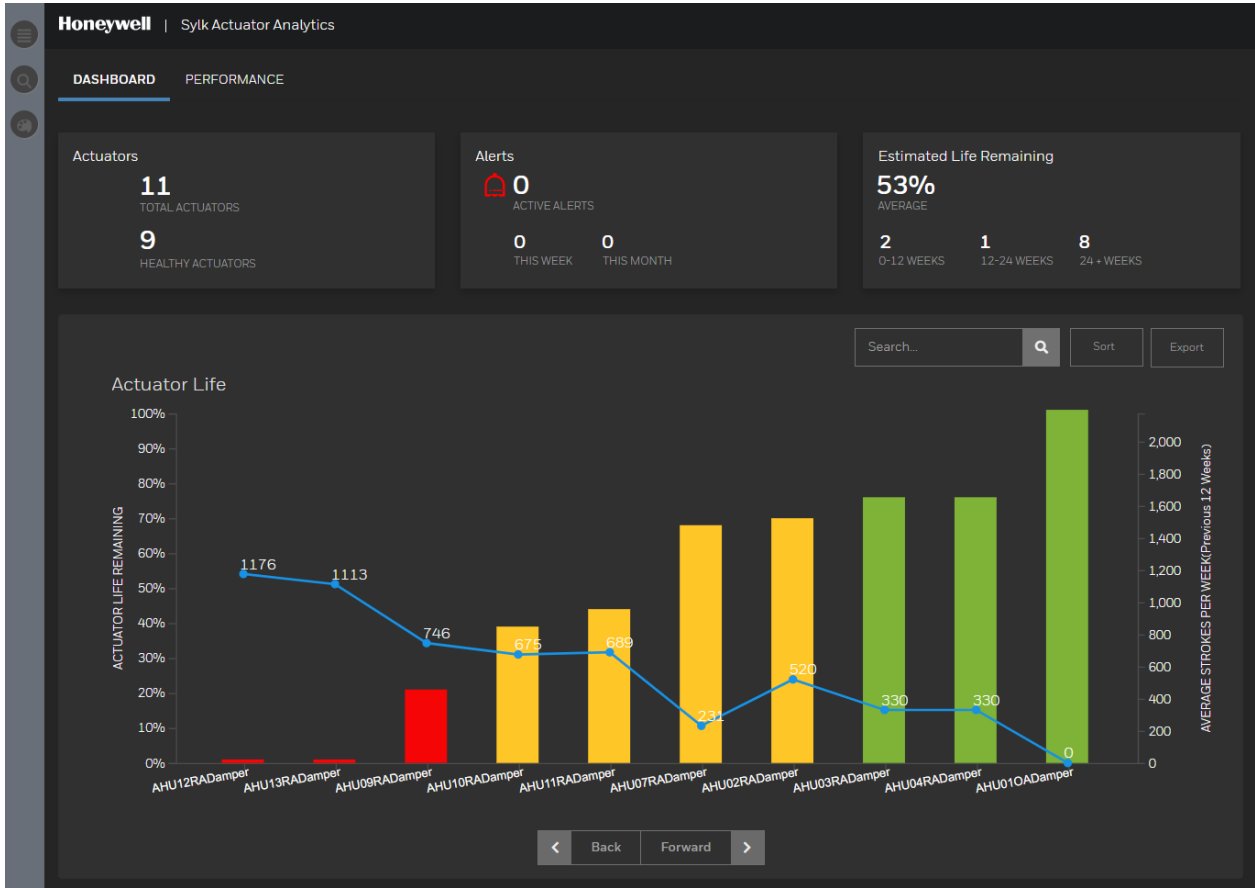 Honeywell | Sylk Actuator Analytics
DASHBOARD PERFORMANCE
Actuators
11
TOTAL ACTUATORS
9
HEALTHY ACTUATORS
Alerts
0
ACTIVE ALERTS
0 0
THIS WEEK THIS MONTH
Estimated Life Remaining
53%
AVERAGE
2 1 8
0-12 WEEKS 12-24 WEEKS 24 + WEEKS
Search... Sort Export
Actuator Life
ACTUATOR LIFE REMAINING
100%
90%
80%
70%
60%
50%
40%
30%
20%
10%
0%
1176
1113
746
675
689
231
520
330
330
0
2,000
1,800
1,600
1,400
1,200
1,000
800
600
400
200
0
AVERAGE STROKES PER WEEK(Previous 12 Weeks)
AHU12RADamper
AHU13RADamper
AHU09RADamper
AHU10RADamper
AHU11RADamper
AHU07RADamper
AHU02RADamper
AHU03RADamper
AHU04RADamper
AHU01OADamper
Back Forward